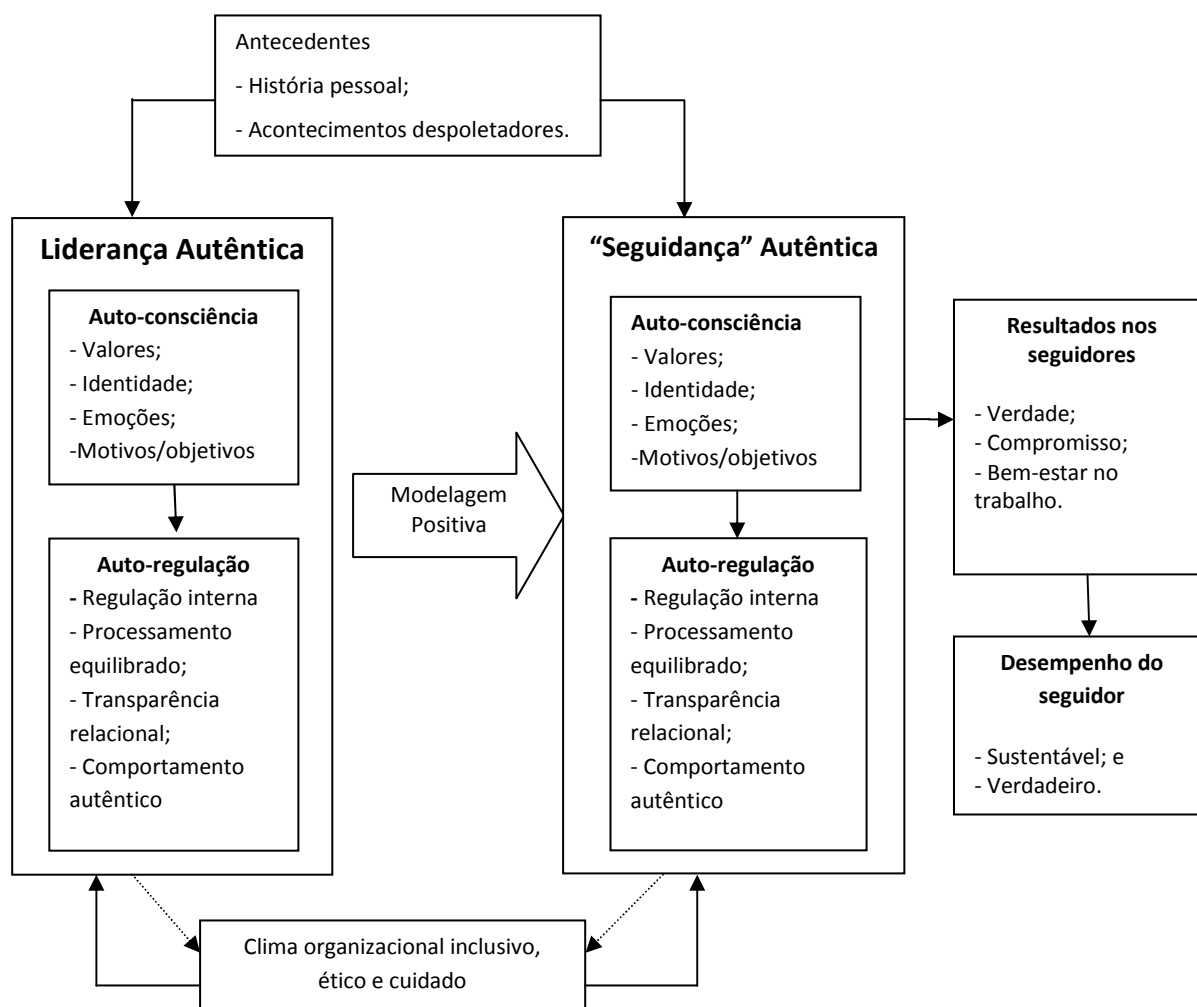 Antecedentes
- História pessoal;
- Acontecimentos despoletadores.
Liderança Autêntica
Auto-consciência
- Valores;
- Identidade;
- Emoções;
-Motivos/objetivos
Auto-regulação
- Regulação interna
- Processamento
equilibrado;
- Transparência
relacional;
- Comportamento
autêntico
Modelagem
Positiva
“Seguidança” Autêntica
Auto-consciência
- Valores;
- Identidade;
- Emoções;
-Motivos/objetivos
Auto-regulação
- Regulação interna
- Processamento
equilibrado;
- Transparência
relacional;
- Comportamento
autêntico
Resultados nos
seguidores
- Verdade;
- Compromisso;
- Bem-estar no
trabalho.
Desempenho do
seguidor
- Sustentável; e
- Verdadeiro.
Clima organizacional inclusivo,
ético e cuidado